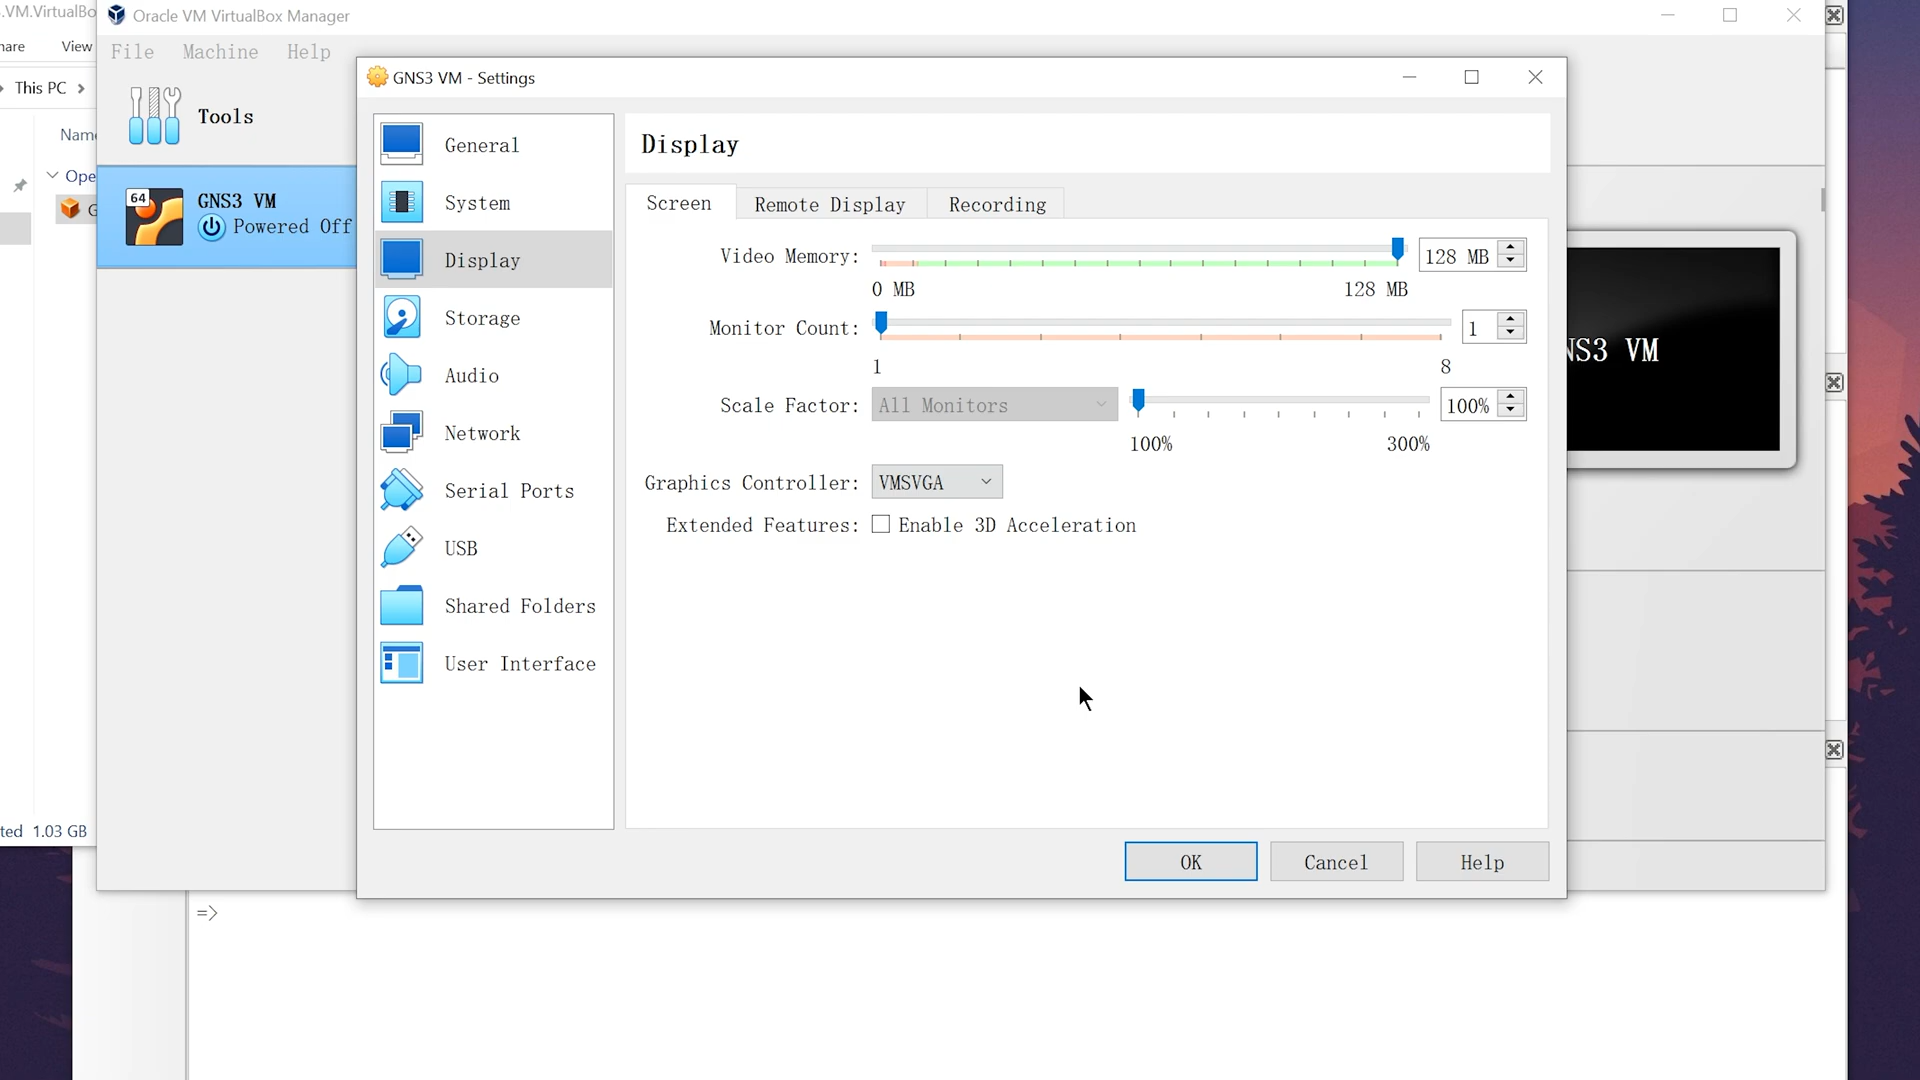 .VM.VirtualBo
Oracle VM VirtualBox Manager
hare
View
File Machine Help
GNS3 VM - Settings
This PC
Tools
Name
Ope
64
GNS3 VM
Powered Off
G
General
System
Display
Storage
Audio
Network
Serial Ports
USB
Shared Folders
User Interface
Display
Screen Remote Display Recording
Video Memory: 128 MB
0 MB 128 MB
Monitor Count: 1
1 8
Scale Factor: All Monitors 100%
100% 300%
Graphics Controller: VMSVGA
Extended Features: Enable 3D Acceleration
NS3 VM
ted 1.03 GB
OK Cancel Help
=>